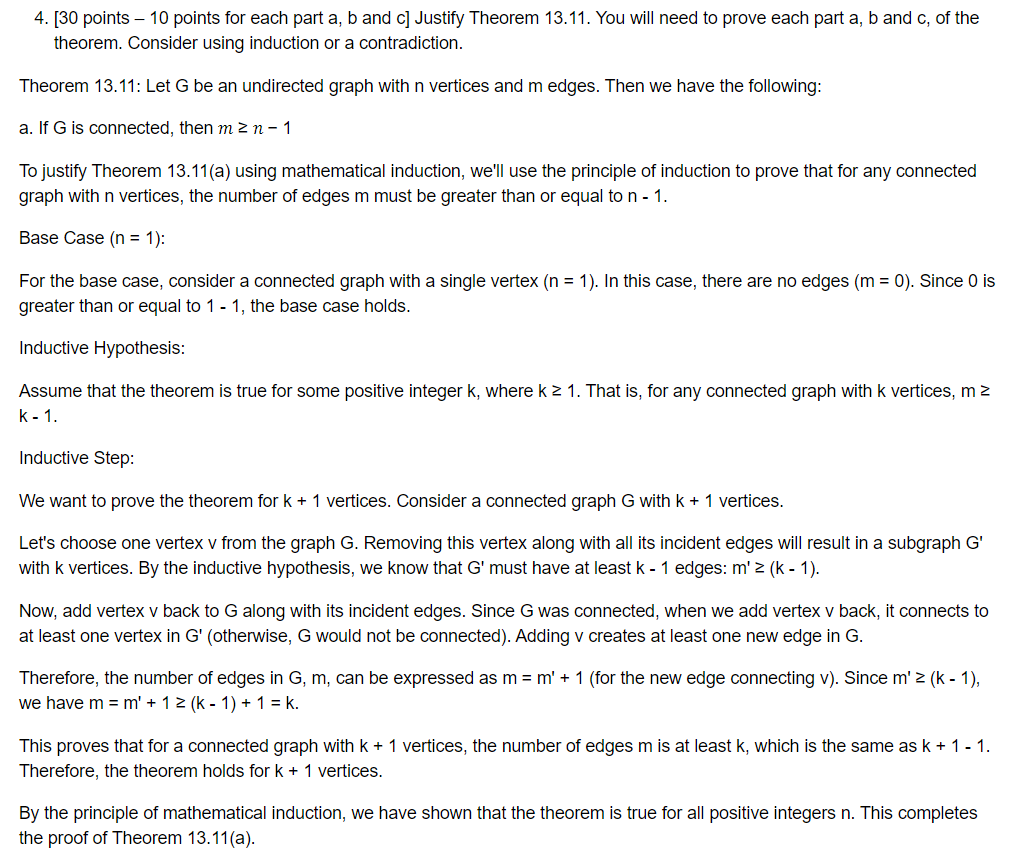 4. [30 points – 10 points for each part a, b and c] Justify Theorem 13.11. You will need to prove each part a, b and c, of the
theorem. Consider using induction or a contradiction.
Theorem 13.11: Let G be an undirected graph with n vertices and m edges. Then we have the following:
a. If G is connected, then m ≥ n − 1
To justify Theorem 13.11(a) using mathematical induction, we'll use the principle of induction to prove that for any connected
graph with n vertices, the number of edges m must be greater than or equal to n - 1.
Base Case (n = 1):
For the base case, consider a connected graph with a single vertex (n = 1). In this case, there are no edges (m = 0). Since 0 is
greater than or equal to 1 - 1, the base case holds.
Inductive Hypothesis:
Assume that the theorem is true for some positive integer k, where k ≥ 1. That is, for any connected graph with k vertices, m ≥
k - 1.
Inductive Step:
We want to prove the theorem for k + 1 vertices. Consider a connected graph G with k + 1 vertices.
Let's choose one vertex v from the graph G. Removing this vertex along with all its incident edges will result in a subgraph G'
with k vertices. By the inductive hypothesis, we know that G' must have at least k - 1 edges: m' ≥ (k - 1).
Now, add vertex v back to G along with its incident edges. Since G was connected, when we add vertex v back, it connects to
at least one vertex in G' (otherwise, G would not be connected). Adding v creates at least one new edge in G.
Therefore, the number of edges in G, m, can be expressed as m = m' + 1 (for the new edge connecting v). Since m' ≥ (k - 1),
we have m = m' + 1 ≥ (k - 1) + 1 = k.
This proves that for a connected graph with k + 1 vertices, the number of edges m is at least k, which is the same as k + 1 - 1.
Therefore, the theorem holds for k + 1 vertices.
By the principle of mathematical induction, we have shown that the theorem is true for all positive integers n. This completes
the proof of Theorem 13.11(a).